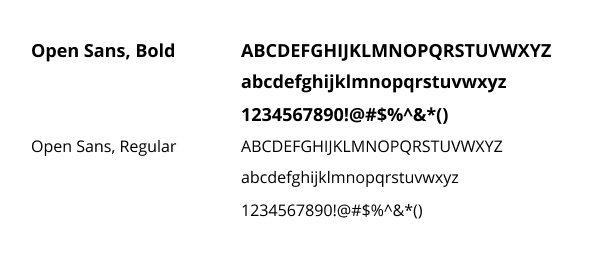 Open Sans, Bold ABCDEFGHIJKLMNOPQRSTUVWXYZ
abcdefghijklmnopqrstuvwxyz
1234567890!@#$%^&*()
Open Sans, Regular ABCDEFGHIJKLMNOPQRSTUVWXYZ
abcdefghijklmnopqrstuvwxyz
1234567890!@#$%^&*()